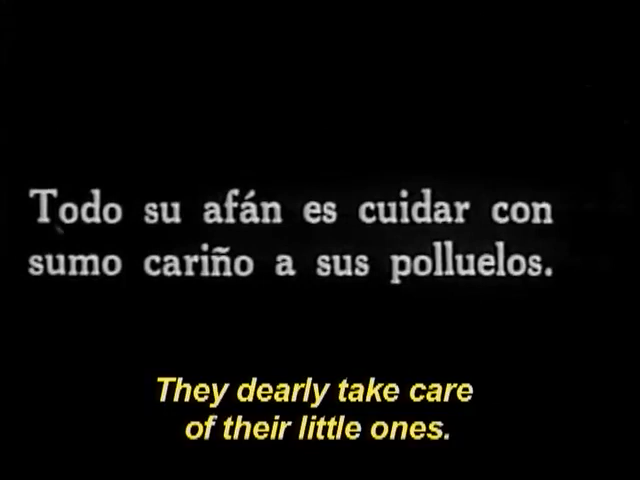 Todo su afán es cuidar con
sumo cariño a sus polluelos.
They dearly take care
of their little ones.